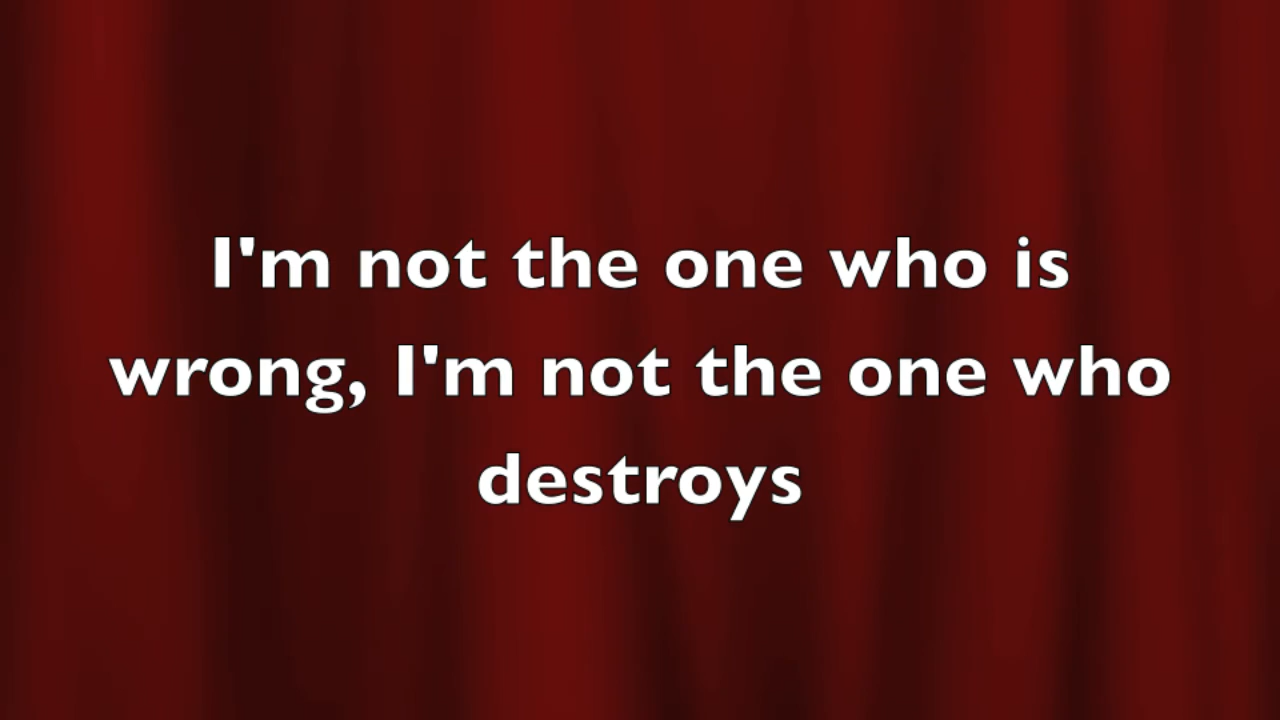 I'm not the one who is
wrong, I'm not the one who
destroys